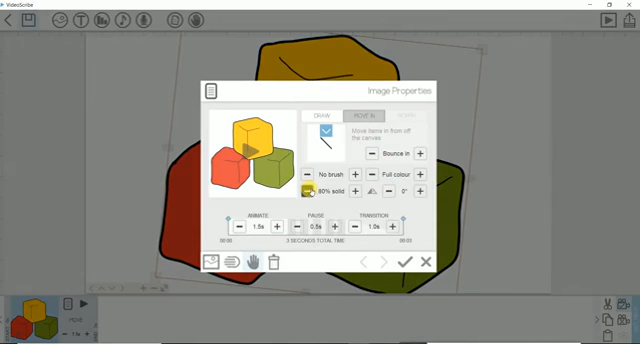 VideoScribe
Image Properties
DRAW
MOVE IN
Move items in from off
the canvas
Bounce in
No brush
Full colour
80% solid
0°
ANIMATE
PAUSE
TRANSITION
1.5s
0.5s
1.0s
00:00
3 SECONDS TOTAL TIME
00:03
MOVE